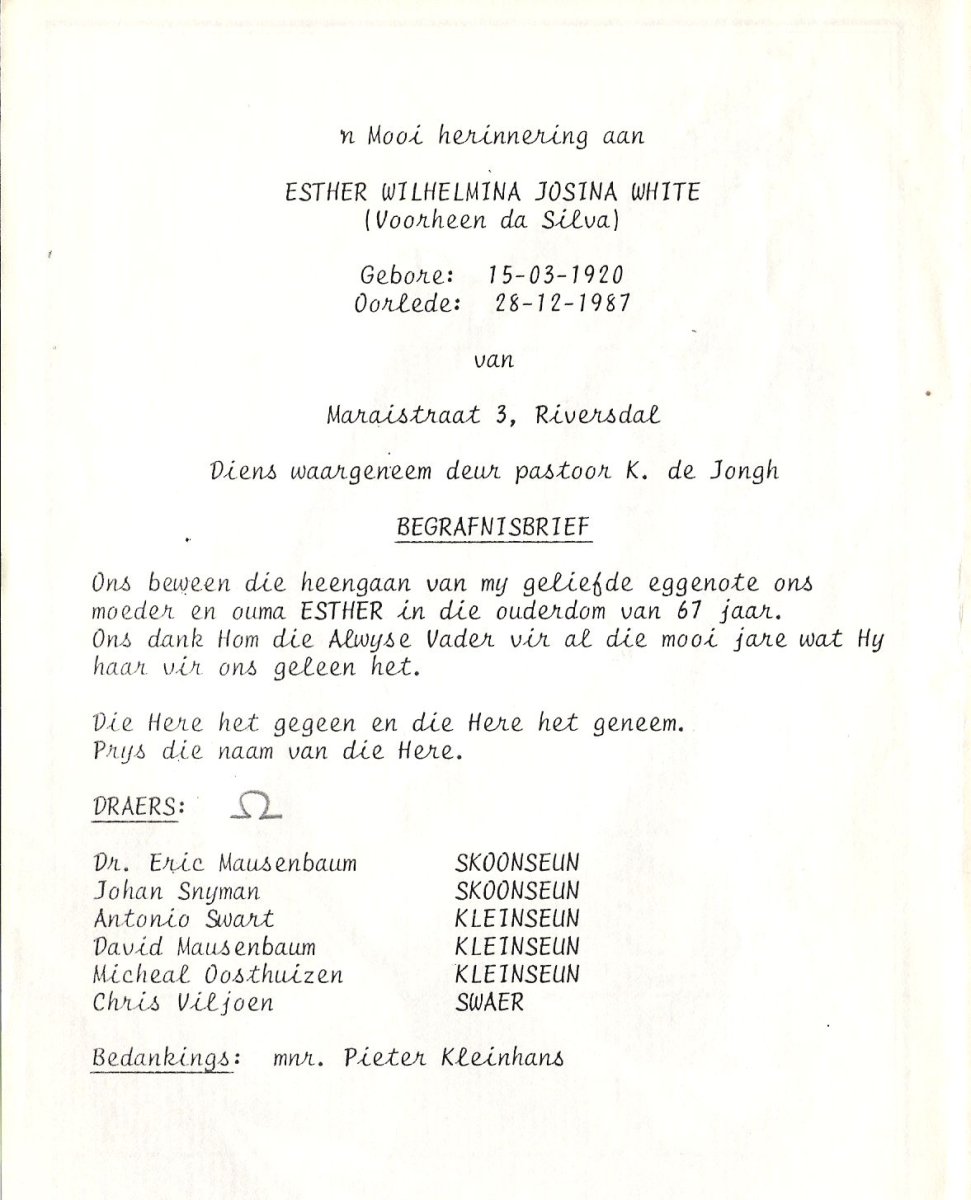 'n Mooi herinnering aan
ESTHER WILHELMINA JOSINA WHITE
(Voorheen da Silva)
Gebore: 15-03-1920
Oorlede: 28-12-1987
van
Maraistraat 3, Riversdal
Diens waargeneem deur pastoor K. de Jongh
BEGRAFNISBRIEF
Ons beween die heengaan van my geliefde eggenote ons
moeder en ouma ESTHER in die ouderdom van 67 jaar.
Ons dank Hom die Alwyse Vader vir al die mooi jare wat Hy
haar vir ons geleen het.
Die Here het gegeen en die Here het geneem.
Prys die naam van die Here.
DRAERS: Ω
Dr. Eric Mausenbaum SKOONSEUN
Johan Snyman SKOONSEUN
Antonio Swart KLEINSEUN
David Mausenbaum KLEINSEUN
Micheal Oosthuizen KLEINSEUN
Chris Viljoen SWAER
Bedankings: mnr. Pieter Kleinhans